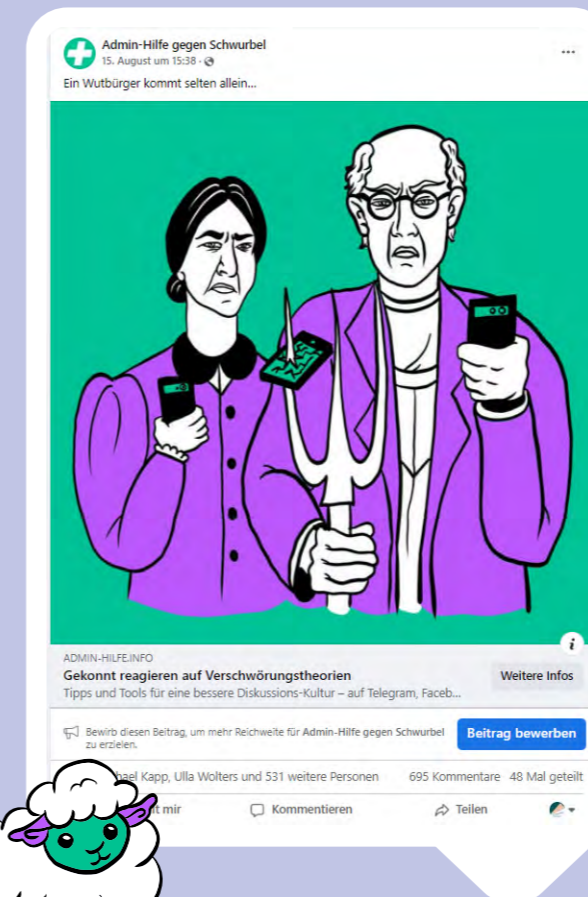 Admin-Hilfe gegen Schwurbel
15. August um 15:38 ·
Ein Wutbürger kommt selten allein...
ADMIN-HILFE.INFO
Gekonnt reagieren auf Verschwörungstheorien
Tipps und Tools für eine bessere Diskussions-Kultur – auf Telegram, Faceb...
Weitere Infos
Bewirb diesen Beitrag, um mehr Reichweite für Admin-Hilfe gegen Schwurbel
zu erzielen.
Beitrag bewerben
Kapp, Ulla Wolters und 531 weitere Personen
695 Kommentare 48 Mal geteilt
mir
Kommentieren
Teilen